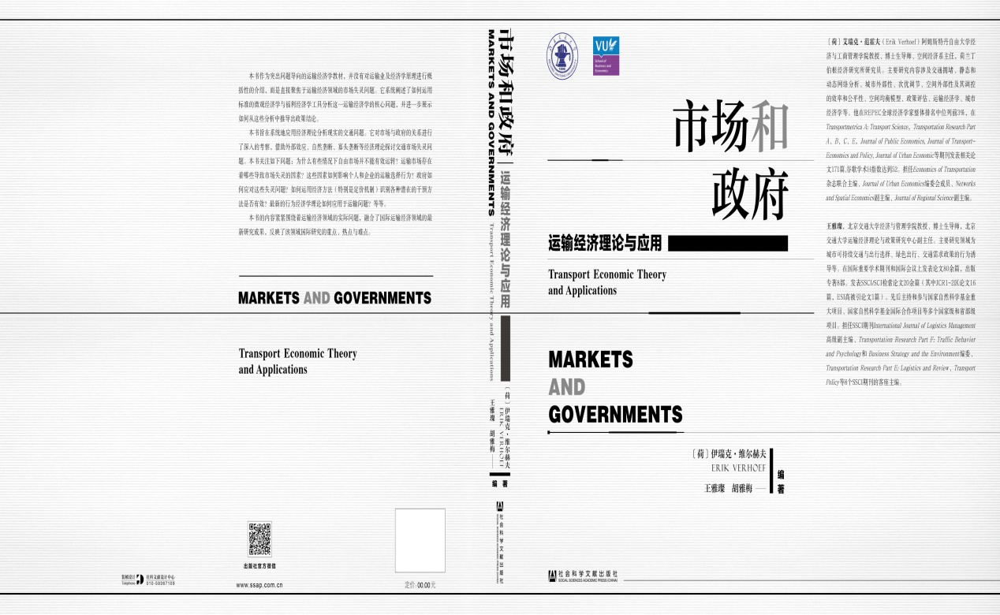 本书作为突出问题导向的运输经济学教材，并没有对运输业及经济学原理进行概
括性的介绍，而是直接聚焦于运输经济领域的市场失灵问题。它系统阐述了如何运用
标准的微观经济学与福利经济学工具分析这一运输经济学的核心问题，并进一步展示
如何从这些分析中推导出政策结论。
本书旨在系统地应用经济理论分析现实的交通问题。它对市场与政府的关系进行
了深入的考察，借助外部效应、自然垄断、寡头垄断等经济理论探讨交通市场失灵问
题。本书关注如下问题：为什么有些情况下自由市场并不能有效运转？运输市场存在
着哪些导致市场失灵的因素？这些因素如何影响个人和企业的运输选择行为？政府如
何应对这些失灵问题？如何运用经济方法（特别是定价机制）识别各种潜在的干预方
法是否有效？最新的行为经济学理论如何应用于运输问题？等等。
本书的内容紧紧围绕着运输经济领域的实际问题，融合了国际运输经济领域的最
新研究成果，反映了该领域国际研究的重点、热点与难点。
MARKETS AND GOVERNMENTS
Transport Economic Theory
and Applications
出版社官方微信
www.ssap.com.cn
定价：00.00元
装帧设计
社科文献设计中心
Telephone
010-59367109
市场和政府
MARKETS AND GOVERNMENTS
运输经济理论与应用
Transport Economic Theory and Applications
〔荷〕伊瑞克·维尔赫夫
ERIK VERHOEF
王雅璨 胡雅梅——
编著
社会科学文献出版社
1896
VU
School of
Business and
Economics
市场和
政府
运输经济理论与应用
Transport Economic Theory
and Applications
MARKETS
AND
GOVERNMENTS
〔荷〕伊瑞克·维尔赫夫
ERIK VERHOEF
王雅璨 胡雅梅——
编著
社会科学文献出版社
SOCIAL SCIENCES ACADEMIC PRESS (CHINA)
〔荷〕艾瑞克·范霍夫（Erik Verhoef）阿姆斯特丹自由大学经
济与工商管理学院教授、博士生导师、空间经济系主任，荷兰丁
伯根经济研究所研究员。主要研究内容涉及交通拥堵、静态和
动态网络分析、城市外部性、次优调节、空间外部性及其调控
的效率和公平性、空间均衡模型、政策评估、运输经济学、城市
经济学等。他在REPEC全球经济学家整体排名中位列前3%，在
Transportmetrica A: Transport Science，Transportation Research Part
A、B、C、E，Journal of Public Economics, Journal of Transport-
Economics and Policy, Journal of Urban Economic等期刊发表相关论
文171篇,谷歌学术H指数达到52。担任Economics of Transportation
杂志联合主编，Journal of Urban Economics编委会成员，Networks
and Spatial Economics副主编，Journal of Regional Science副主编。
王雅璨，北京交通大学经济与管理学院教授、博士生导师，北京
交通大学运输经济理论与政策研究中心副主任。主要研究领域为
城市可持续交通与出行选择、绿色出行、交通需求政策的行为诱
导等。在国际重要学术期刊和国际会议上发表论文80余篇，出版
专著8部。发表SSCI/SCI检索论文20余篇（其中JCR1-2区论文16
篇，ESI高被引论文1篇）。先后主持和参与国家自然科学基金重
大项目、国家自然科学基金国际合作项目等多个国家级和省部级
项目。担任SSCI期刊International Journal of Logistics Management
高级副主编，Transportation Research Part F: Traffic Behavior
and Psychology和 Business Strategy and the Environment编委，
Transportation Research Part E: Logistics and Review，Transport
Policy等8个SSCI期刊的客座主编。